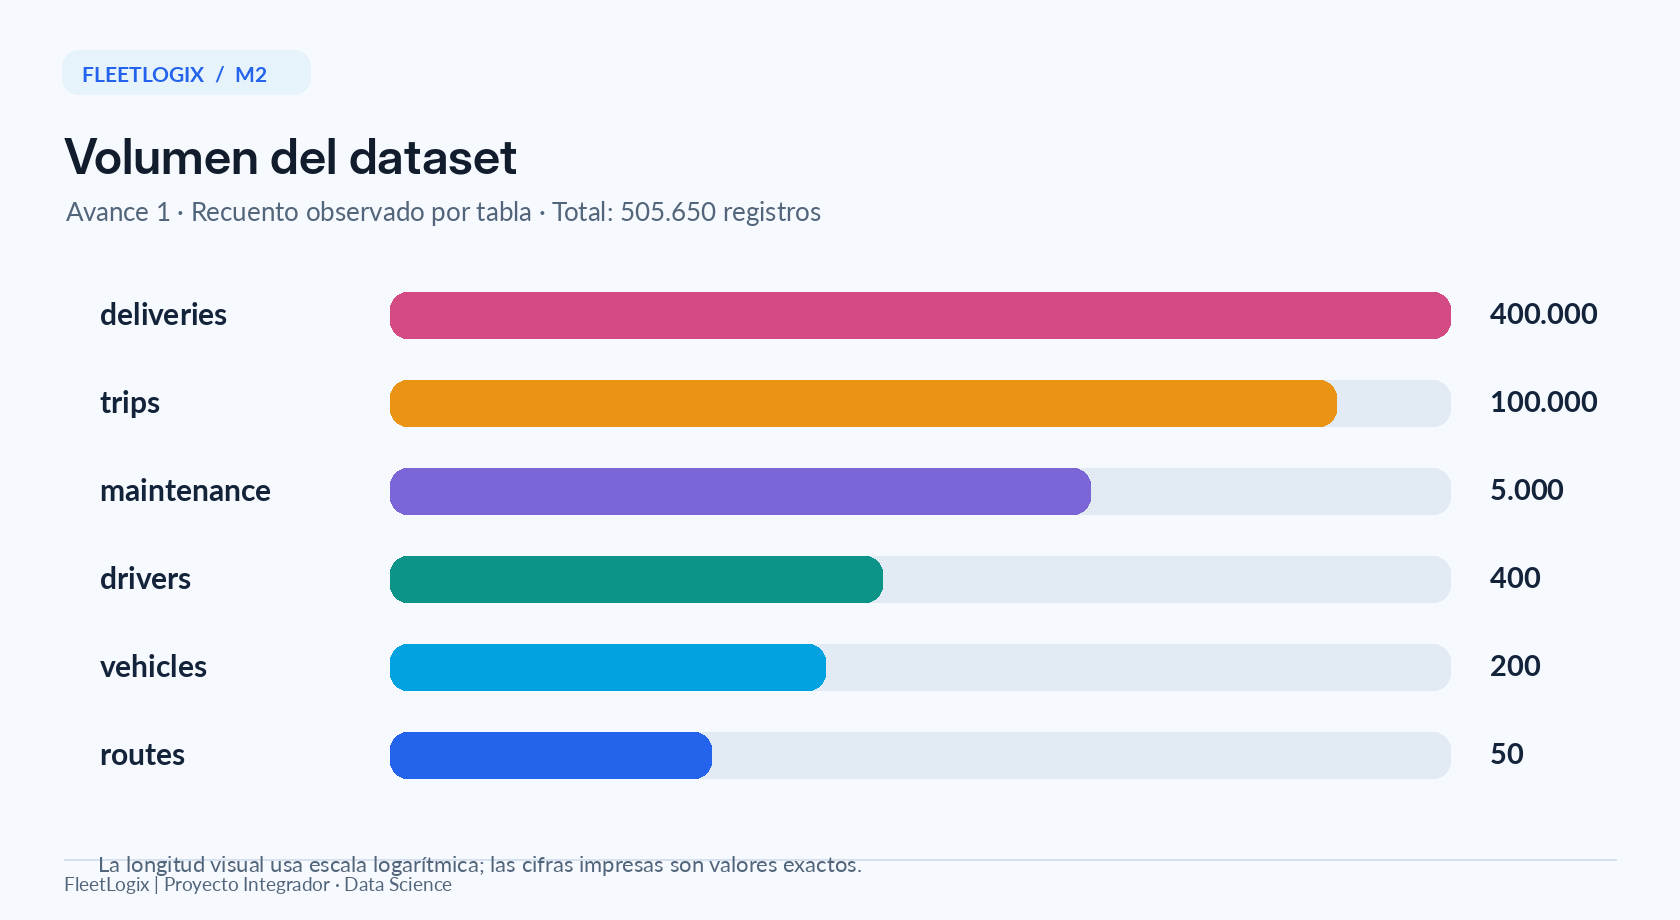 FLEETLOGIX / M2
Volumen del dataset
Avance 1 · Recuento observado por tabla · Total: 505.650 registros
deliveries 400.000
trips 100.000
maintenance 5.000
drivers 400
vehicles 200
routes 50
La longitud visual usa escala logarítmica; las cifras impresas son valores exactos.
FleetLogix | Proyecto Integrador · Data Science